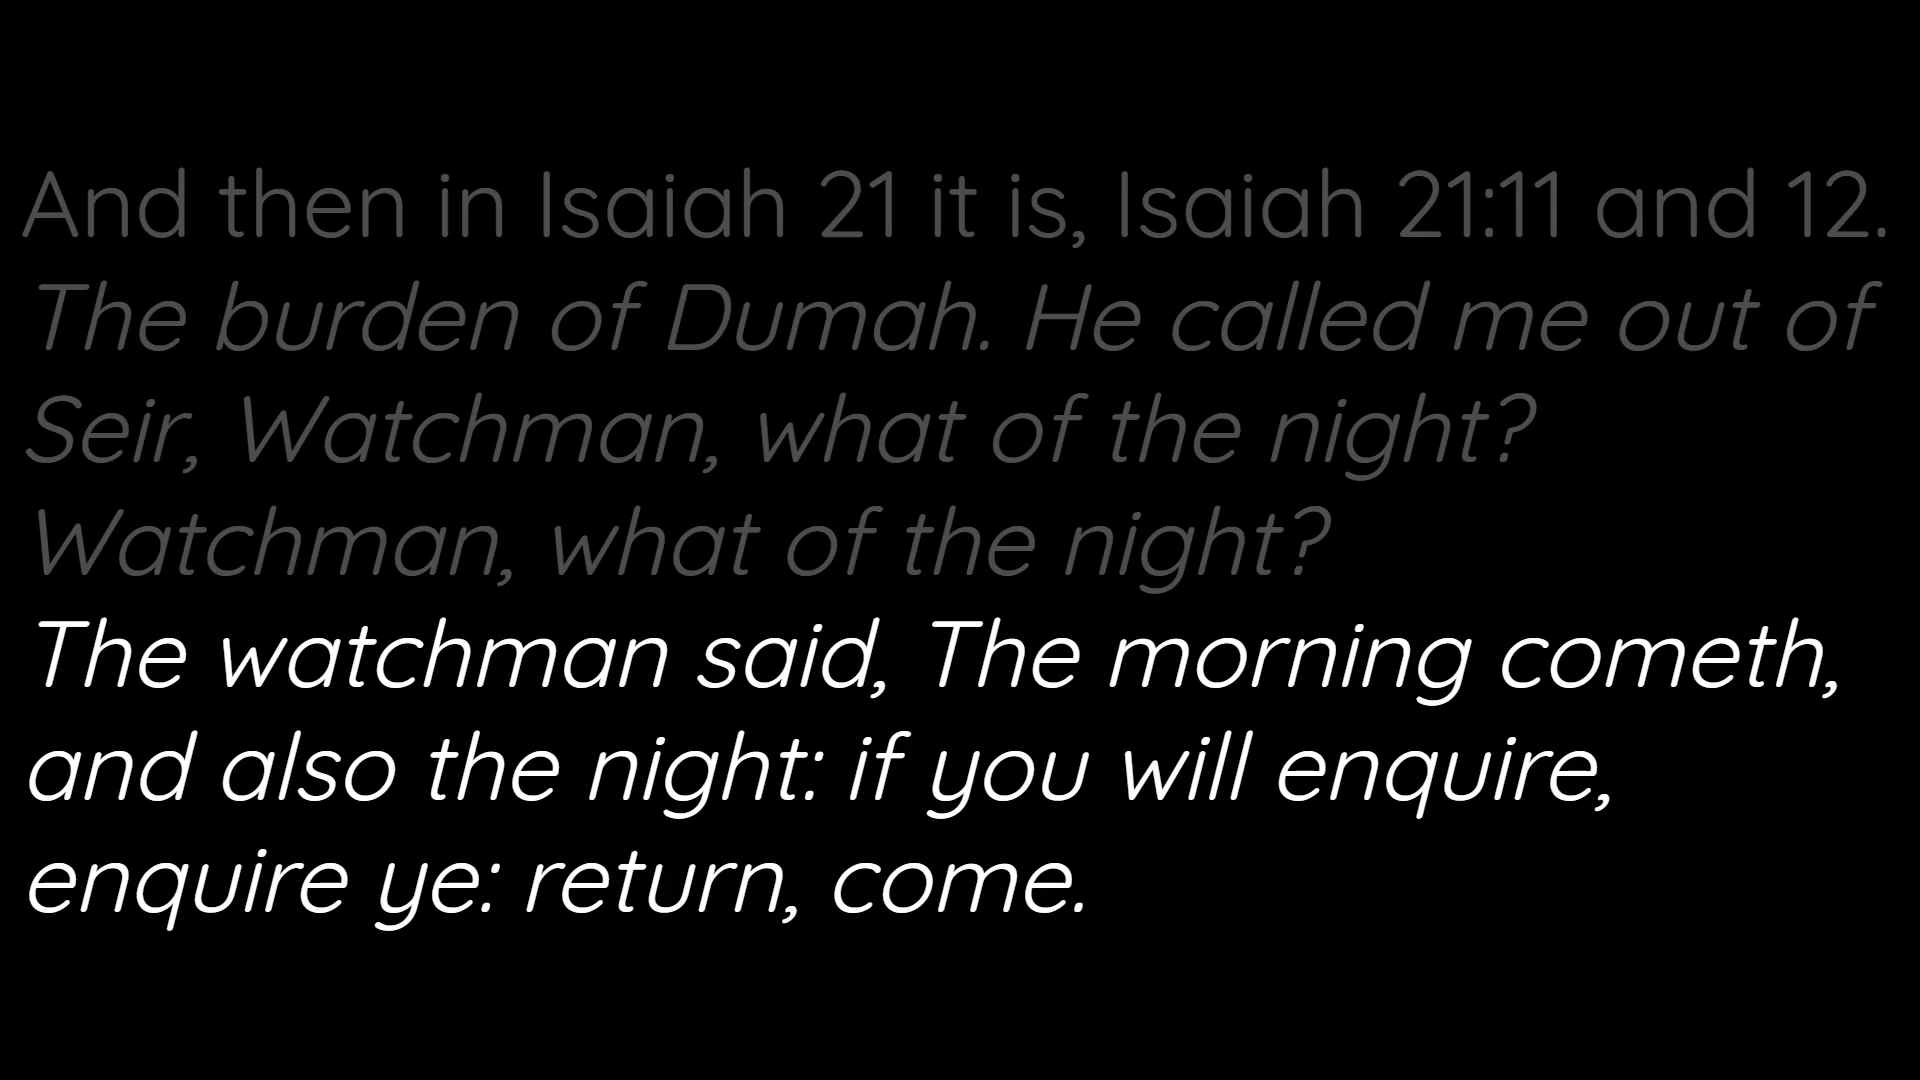 And then in Isaiah 21 it is, Isaiah 21:11 and 12.
The burden of Dumah. He called me out of
Seir, Watchman, what of the night?
Watchman, what of the night?
The watchman said, The morning cometh,
and also the night: if you will enquire,
enquire ye: return, come.